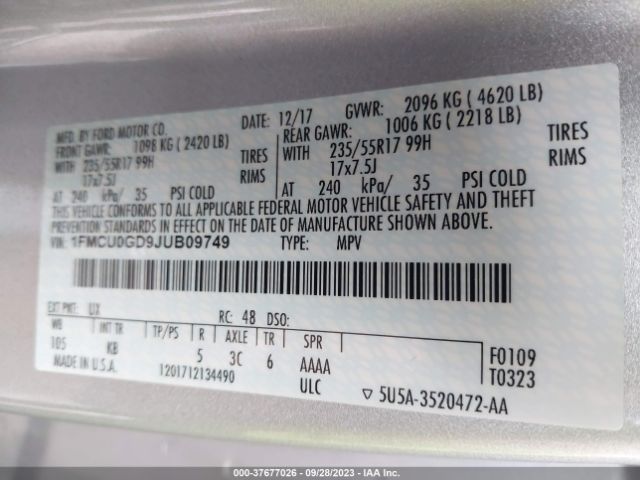 MFD. BY FORD MOTOR CO.
DATE: 12/17 GVWR: 2096 KG ( 4620 LB)
FRONT GAWR: 1098 KG ( 2420 LB)
REAR GAWR: 1006 KG ( 2218 LB)
WITH 235/55R17 99H TIRES
WITH 235/55R17 99H TIRES
17x7.5J RIMS
17x7.5J RIMS
AT 240 kPa/ 35 PSI COLD
AT 240 kPa/ 35 PSI COLD
THIS VEHICLE CONFORMS TO ALL APPLICABLE FEDERAL MOTOR VEHICLE SAFETY AND THEFT
PREVENTION STANDARDS IN EFFECT ON THE DATE OF MANUFACTURE SHOWN ABOVE.
VIN: 1FMCU0GD9JUB09749 TYPE: MPV
EXT PNT: UX RC: 48 DSO:
WB INT TR TP/PS R AXLE TR SPR
105 KB 5 3C 6 AAAA
F0109
MADE IN U.S.A. 1201712134490 ULC
T0323
▽ 5U5A-3520472-AA
000-37677026 - 09/28/2023 - IAAI.com